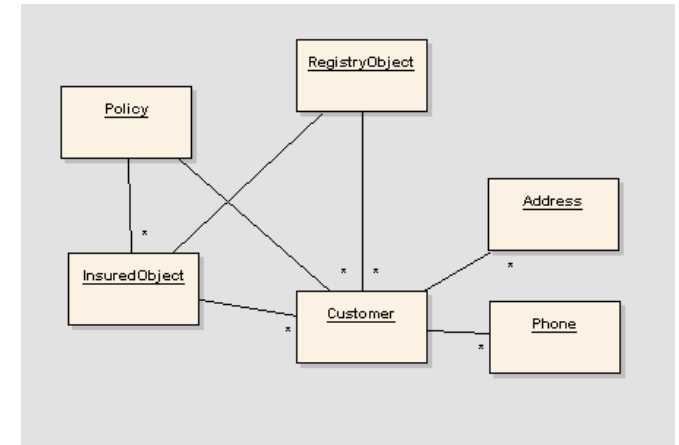 RegistryObject
Policy
Address
*
InsuredObject
*
*
*
Customer
*
Phone
*